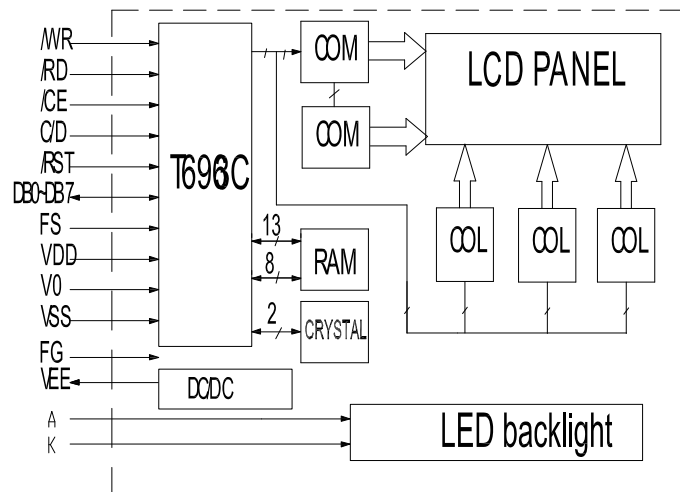 /WR
/RD
/CE
C/D
/RST
DB0~DB7
FS
VDD
V0
VSS
FG
VEE
A
K
T6963C
COM
COM
LCD PANEL
COL
COL
COL
13
8
RAM
2
CRYSTAL
DC/DC
LED backlight